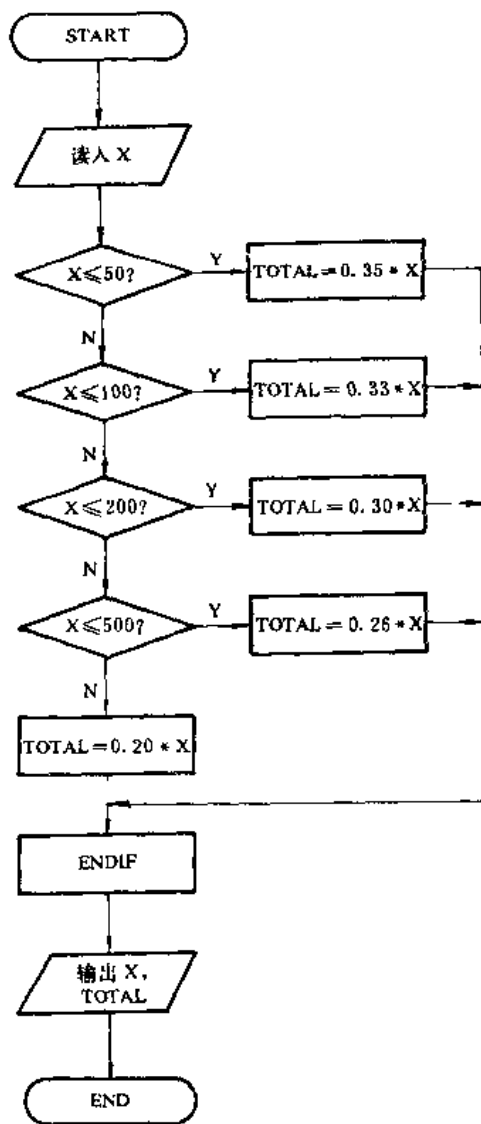 START
读入 X
X≤50?
Y
TOTAL=0.35*X
N
X≤100?
Y
TOTAL=0.33*X
N
X≤200?
Y
TOTAL=0.30*X
N
X≤500?
Y
TOTAL=0.26*X
N
TOTAL=0.20*X
ENDIF
输出 X,
TOTAL
END